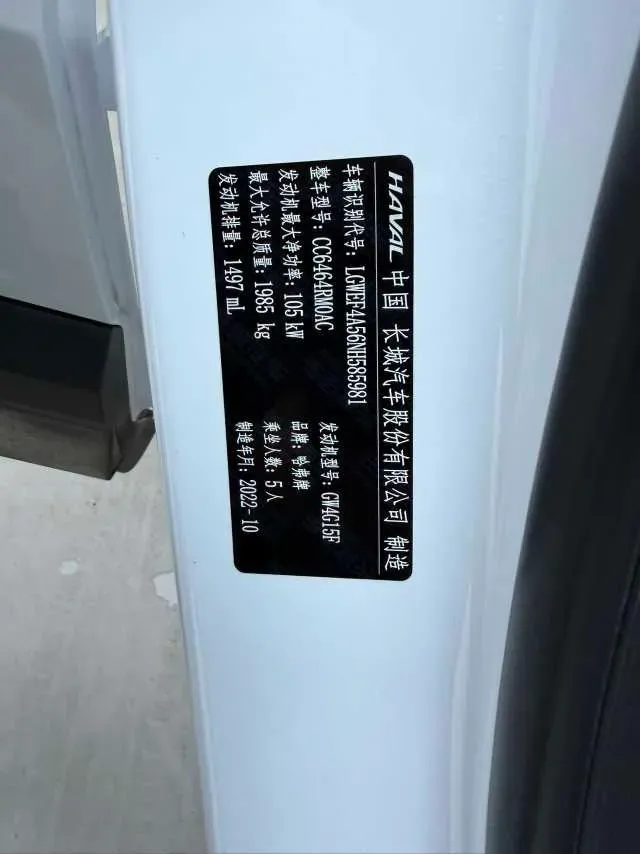 HAVAL 中国 长城汽车股份有限公司 制造
车辆识别代号: LGWEF4A56NH585981
整车型号: CC6464RM0AC 发动机型号: GW4G15F
发动机最大净功率: 105 kW 品牌: 哈弗牌
最大允许总质量: 1985 kg 乘坐人数: 5人
发动机排量: 1497 mL 制造年月: 2022-10